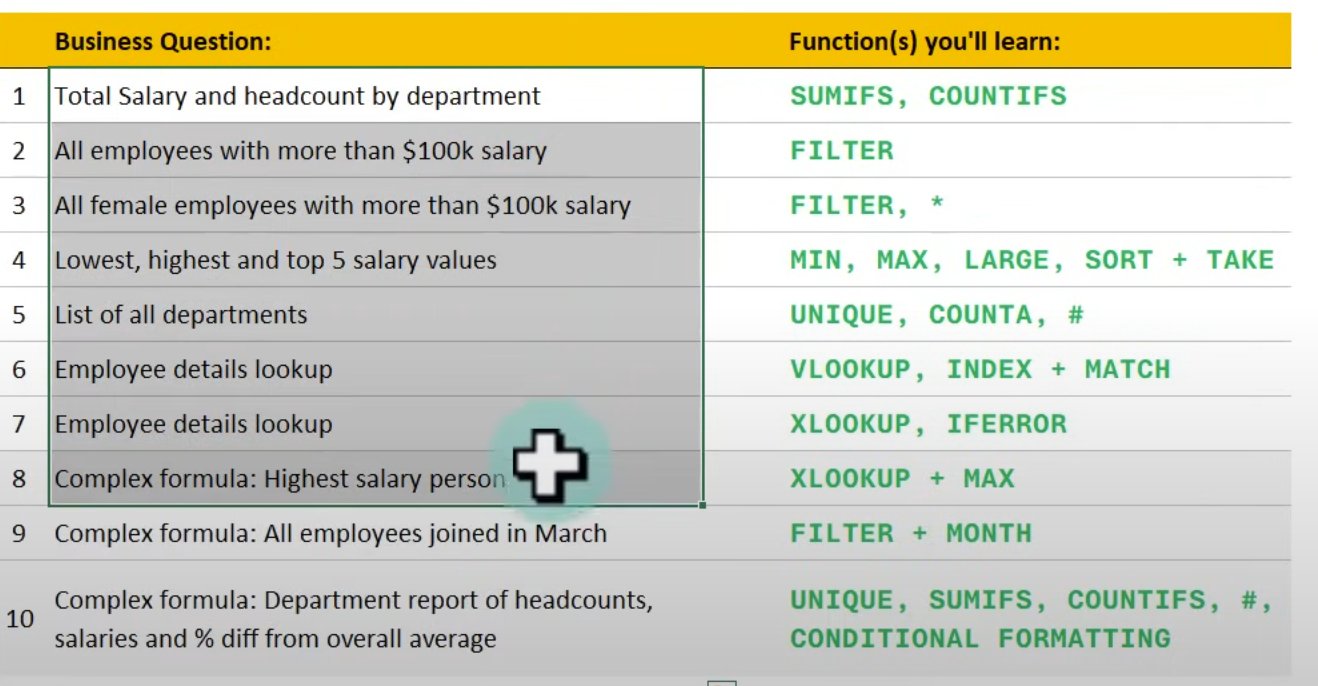 Business Question: Function(s) you'll learn:
1 Total Salary and headcount by department SUMIFS, COUNTIFS
2 All employees with more than $100k salary FILTER
3 All female employees with more than $100k salary FILTER, *
4 Lowest, highest and top 5 salary values MIN, MAX, LARGE, SORT + TAKE
5 List of all departments UNIQUE, COUNTA, #
6 Employee details lookup VLOOKUP, INDEX + MATCH
7 Employee details lookup XLOOKUP, IFERROR
8 Complex formula: Highest salary person XLOOKUP + MAX
9 Complex formula: All employees joined in March FILTER + MONTH
10 Complex formula: Department report of headcounts, UNIQUE, SUMIFS, COUNTIFS, #,
salaries and % diff from overall average CONDITIONAL FORMATTING